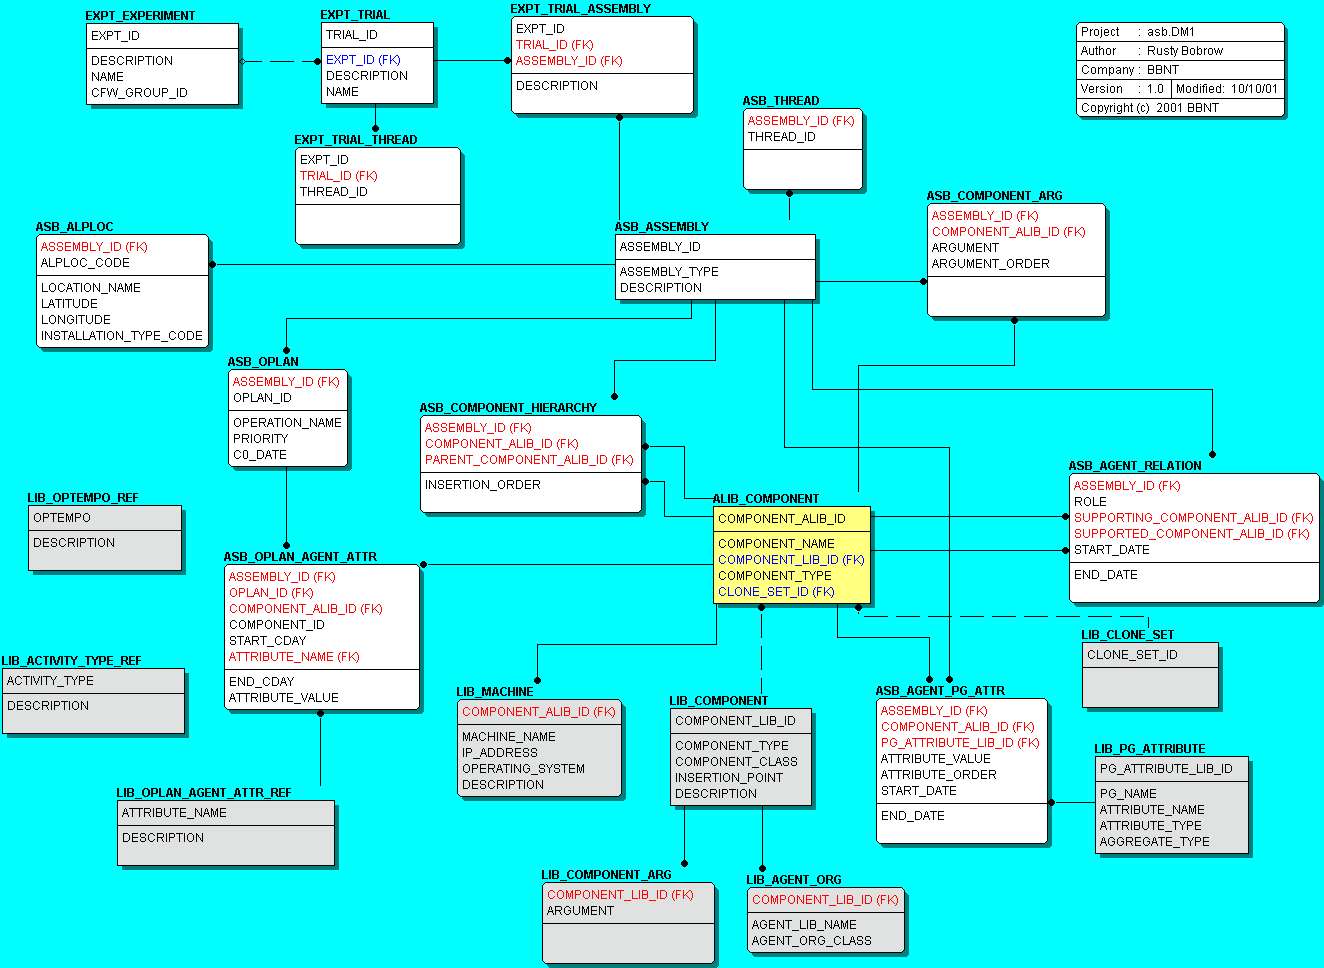 EXPT_EXPERIMENT
EXPT_ID
DESCRIPTION
NAME
CFW_GROUP_ID
EXPT_TRIAL
TRIAL_ID
EXPT_ID (FK)
DESCRIPTION
NAME
EXPT_TRIAL_ASSEMBLY
EXPT_ID
TRIAL_ID (FK)
ASSEMBLY_ID (FK)
DESCRIPTION
Project : asb.DM1
Author : Rusty Bobrow
Company : BBNT
Version : 1.0 Modified: 10/10/01
Copyright (c) 2001 BBNT
EXPT_TRIAL_THREAD
EXPT_ID
TRIAL_ID (FK)
THREAD_ID
ASB_THREAD
ASSEMBLY_ID (FK)
THREAD_ID
ASB_COMPONENT_ARG
ASSEMBLY_ID (FK)
COMPONENT_ALIB_ID (FK)
ARGUMENT
ARGUMENT_ORDER
ASB_ALPLOC
ASSEMBLY_ID (FK)
ALPLOC_CODE
LOCATION_NAME
LATITUDE
LONGITUDE
INSTALLATION_TYPE_CODE
ASB_ASSEMBLY
ASSEMBLY_ID
ASSEMBLY_TYPE
DESCRIPTION
ASB_OPLAN
ASSEMBLY_ID (FK)
OPLAN_ID
OPERATION_NAME
PRIORITY
C0_DATE
ASB_COMPONENT_HIERARCHY
ASSEMBLY_ID (FK)
COMPONENT_ALIB_ID (FK)
PARENT_COMPONENT_ALIB_ID (FK)
INSERTION_ORDER
ASB_AGENT_RELATION
ASSEMBLY_ID (FK)
ROLE
SUPPORTING_COMPONENT_ALIB_ID (FK)
SUPPORTED_COMPONENT_ALIB_ID (FK)
START_DATE
END_DATE
LIB_OPTEMPO_REF
OPTEMPO
DESCRIPTION
ALIB_COMPONENT
COMPONENT_ALIB_ID
COMPONENT_NAME
COMPONENT_LIB_ID (FK)
COMPONENT_TYPE
CLONE_SET_ID (FK)
ASB_OPLAN_AGENT_ATTR
ASSEMBLY_ID (FK)
OPLAN_ID (FK)
COMPONENT_ALIB_ID (FK)
COMPONENT_ID
START_CDAY
ATTRIBUTE_NAME (FK)
END_CDAY
ATTRIBUTE_VALUE
LIB_CLONE_SET
CLONE_SET_ID
LIB_ACTIVITY_TYPE_REF
ACTIVITY_TYPE
DESCRIPTION
LIB_MACHINE
COMPONENT_ALIB_ID (FK)
MACHINE_NAME
IP_ADDRESS
OPERATING_SYSTEM
DESCRIPTION
LIB_COMPONENT
COMPONENT_LIB_ID
COMPONENT_TYPE
COMPONENT_CLASS
INSERTION_POINT
DESCRIPTION
ASB_AGENT_PG_ATTR
ASSEMBLY_ID (FK)
COMPONENT_ALIB_ID (FK)
PG_ATTRIBUTE_LIB_ID (FK)
ATTRIBUTE_VALUE
ATTRIBUTE_ORDER
START_DATE
END_DATE
LIB_PG_ATTRIBUTE
PG_ATTRIBUTE_LIB_ID
PG_NAME
ATTRIBUTE_NAME
ATTRIBUTE_TYPE
AGGREGATE_TYPE
LIB_OPLAN_AGENT_ATTR_REF
ATTRIBUTE_NAME
DESCRIPTION
LIB_COMPONENT_ARG
COMPONENT_LIB_ID (FK)
ARGUMENT
LIB_AGENT_ORG
COMPONENT_LIB_ID (FK)
AGENT_LIB_NAME
AGENT_ORG_CLASS